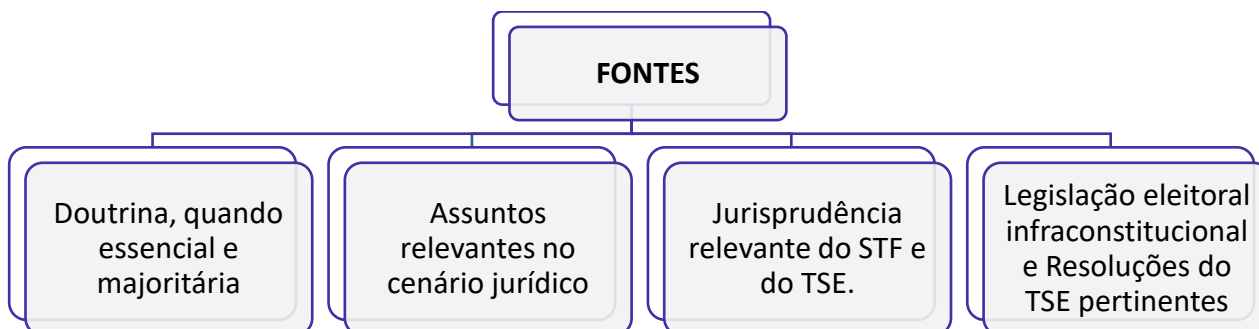 FONTES
Doutrina, quando
essencial e
majoritária
Assuntos
relevantes no
cenário jurídico
Jurisprudência
relevante do STF e
do TSE.
Legislação eleitoral
infraconstitucional
e Resoluções do
TSE pertinentes